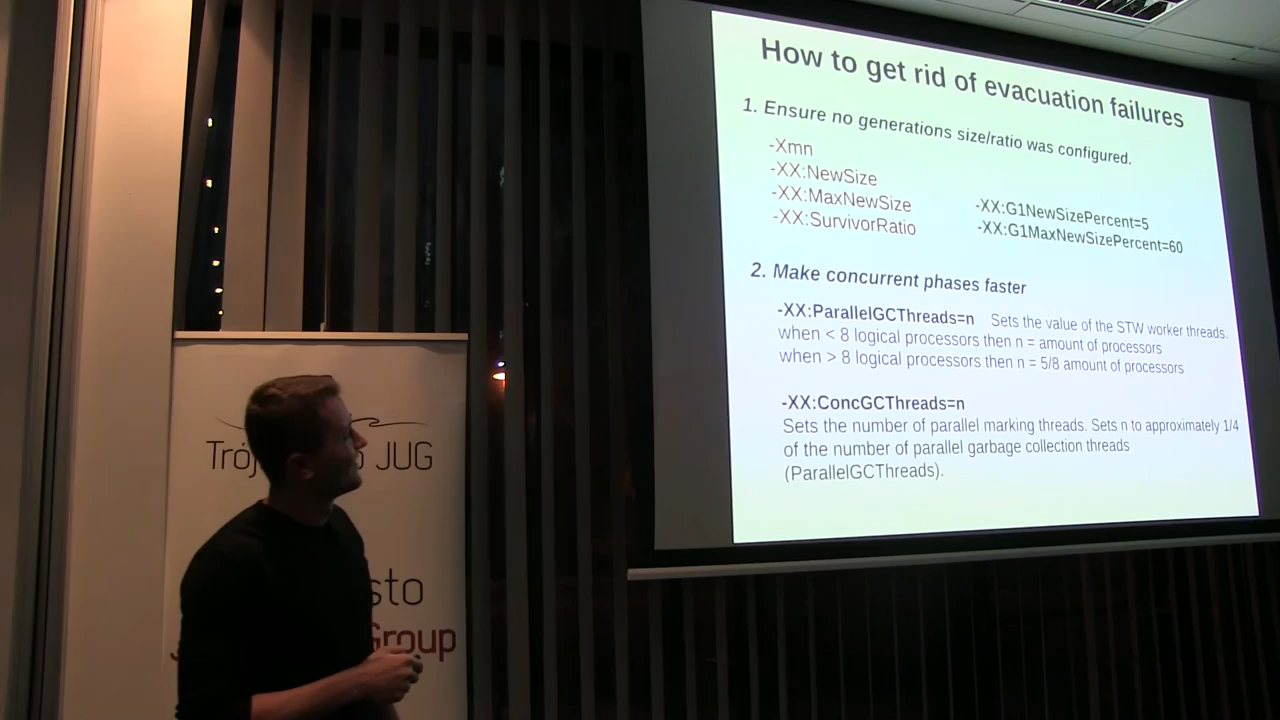 How to get rid of evacuation failures
1. Ensure no generations size/ratio was configured.
-Xmn
-XX:NewSize
-XX:MaxNewSize
-XX:SurvivorRatio
-XX:G1NewSizePercent=5
-XX:G1MaxNewSizePercent=60
2. Make concurrent phases faster
-XX:ParallelGCThreads=n Sets the value of the STW worker threads.
when < 8 logical processors then n = amount of processors
when > 8 logical processors then n = 5/8 amount of processors
-XX:ConcGCThreads=n
Sets the number of parallel marking threads. Sets n to approximately 1/4
of the number of parallel garbage collection threads
(ParallelGCThreads).
JUG
Group